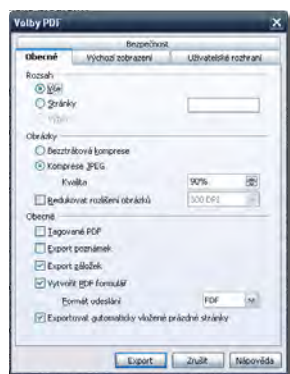 Volby PDF
Bezpečnost
Obecné Výchozí zobrazení Uživatelské rozhraní
Rozsah
Vše
Stránky
Výběr
Obrázky
Bezztrátová komprese
Komprese JPEG
Kvalita 90%
Redukovat rozlišení obrázků 300 DPI
Obecné
Tagované PDF
Export poznámek
Export záložek
Vytvořit PDF formulář
Formát odeslání PDF
Exportovat automaticky vložené prázdné stránky
Export Zrušit Nápověda